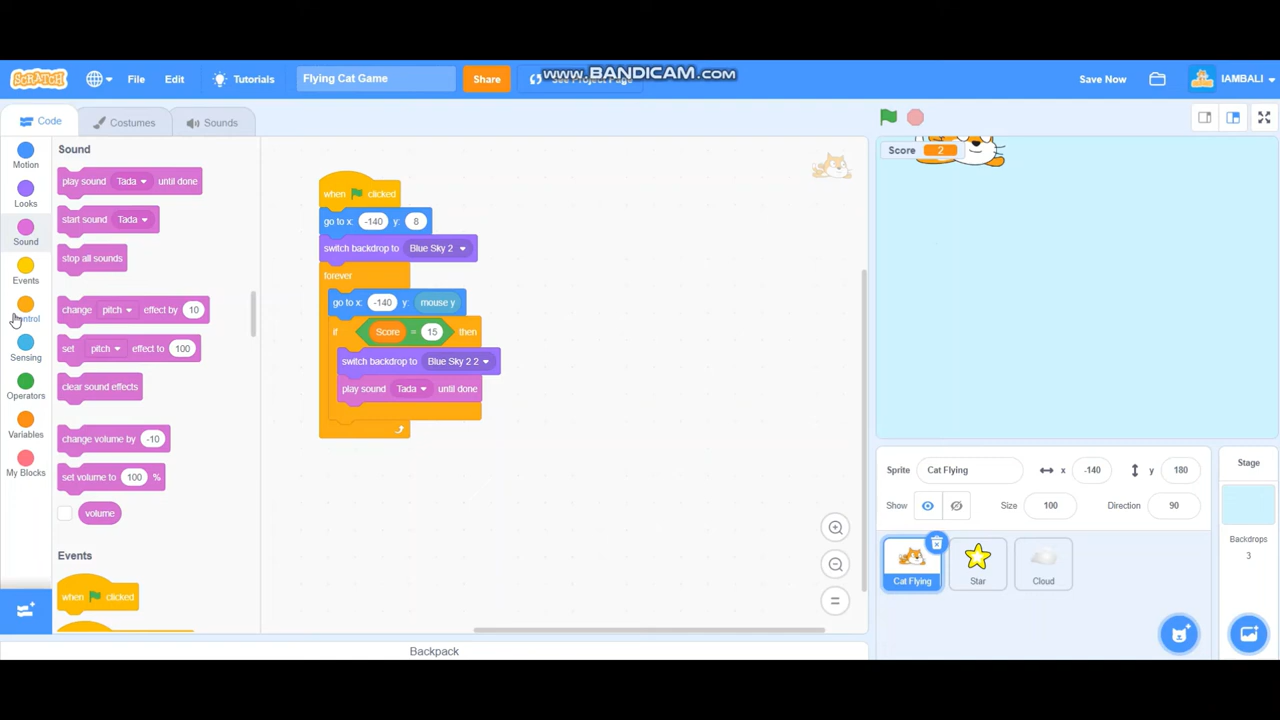 www.BANDICAM.com
SCRATCH File Edit Tutorials Flying Cat Game Share See Project Page Save Now IAMBALI
Code Costumes Sounds
Motion
Looks
Sound
Events
Control
Sensing
Operators
Variables
My Blocks
Sound
play sound Tada until done
start sound Tada
stop all sounds
change pitch effect by 10
set pitch effect to 100
clear sound effects
change volume by -10
set volume to 100 %
volume
Events
when clicked
when clicked
go to x: -140 y: 8
switch backdrop to Blue Sky 2
forever
go to x: -140 y: mouse y
if Score = 15 then
switch backdrop to Blue Sky 2 2
play sound Tada until done
Score 2
Sprite Cat Flying x -140 y 180
Show Size 100 Direction 90
Cat Flying Star Cloud
Stage
Backdrops
3
Backpack